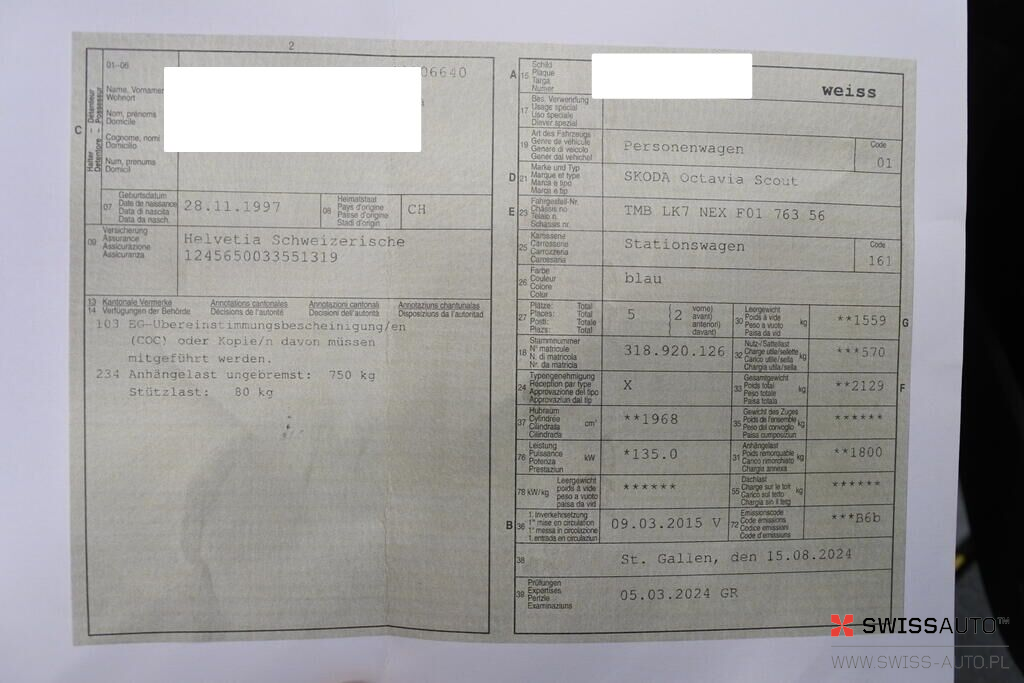 2
01–06
06640
Name, Vornamen
Wohnort
Nom, prénoms
Domicile
Cognome, nomi
Domicilio
Num, prenums
Domicil
C
Halter – Détenteur
Detentore – Possessur
07
Geburtsdatum
Date de naissance
Data di nascita
Data da nasch.
28.11.1997
08
Heimatstaat
Pays d'origine
Passe d'origine
Stadi d'origin
CH
09
Versicherung
Assurance
Assicurazione
Assicuranza
Helvetia Schweizerische
1245650033551319
13 Kantonale Vermerke Annotations cantonales Annotazioni cantonali Annotaziuns chantunalas
14 Verfügungen der Behörde Décisions de l'autorité Decisioni dell'autorità Disposiziuns da l'autoritad
103 EG-Übereinstimmungsbescheinigung/en
(COC) oder Kopie/n davon müssen
mitgeführt werden.
234 Anhängelast ungebremst: 750 kg
Stützlast: 80 kg
A 15
Schild
Plaque
Targa
Numer
weiss
17
Bes. Verwendung
Usage spécial
Uso speciale
Diever spezial
19
Art des Fahrzeugs
Genre de véhicule
Genere di veicolo
Gener dal vehichel
Personenwagen
Code
01
D 21
Marke und Typ
Marque et type
Marca e tipo
Marca e tip
SKODA Octavia Scout
E 23
Fahrgestell-Nr.
Châssis no
Telaio n.
Schassis nr.
TMB LK7 NEX F01 763 56
25
Karosserie
Carrosserie
Carrozzeria
Carossaria
Stationswagen
Code
161
26
Farbe
Couleur
Colore
Colur
blau
27
Plätze: Total
Places: Total
Posti: Totale
Plazs: Total
5
(2 vorne)
avant)
anteriori)
davant)
30
Leergewicht
Poids à vide
Peso a vuoto
Paisa da vid
kg
**1559
G
18
Stammnummer
N° matricule
N. di matricola
Nr. da matricla
318.920.126
32
Nutz-/Sattellast
Charge utile/sellette
Carico utile/sella
Chargia utila/sella
kg
***570
24
Typengenehmigung
Réception par type
Approvazione del tipo
Approvaziun dal tip
X
33
Gesamtgewicht
Poids total
Peso totale
Paisa totala
kg
**2129
F
37
Hubraum
Cylindrée
Cilindrata
Cilindrada
cm³
**1968
35
Gewicht des Zuges
Poids de l'ensemble
Peso del convoglio
Paisa cumposiziun
kg
******
76
Leistung
Puissance
Potenza
Prestaziun
kW
*135.0
31
Anhängelast
Poids remorquable
Carico rimorchiato
Chargia annexa
kg
**1800
78 kW/kg
Leergewicht
poids à vide
peso a vuoto
paisa da vid
******
55
Dachlast
Charge sur le toit
Carico sul tetto
Chargia sin il tetg
kg
******
B 36
1. Inverkehrsetzung
1re mise en circulation
1. messa in circolazione
1. entrada en circulaziun
09.03.2015 V
72
Emissionscode
Code émissions
Codice emissioni
Code d'emissiuns
***B6b
38
St. Gallen, den 15.08.2024
39
Prüfungen
Expertises
Perizie
Examinaziuns
05.03.2024 GR
SWISSAUTO™
WWW.SWISS-AUTO.PL